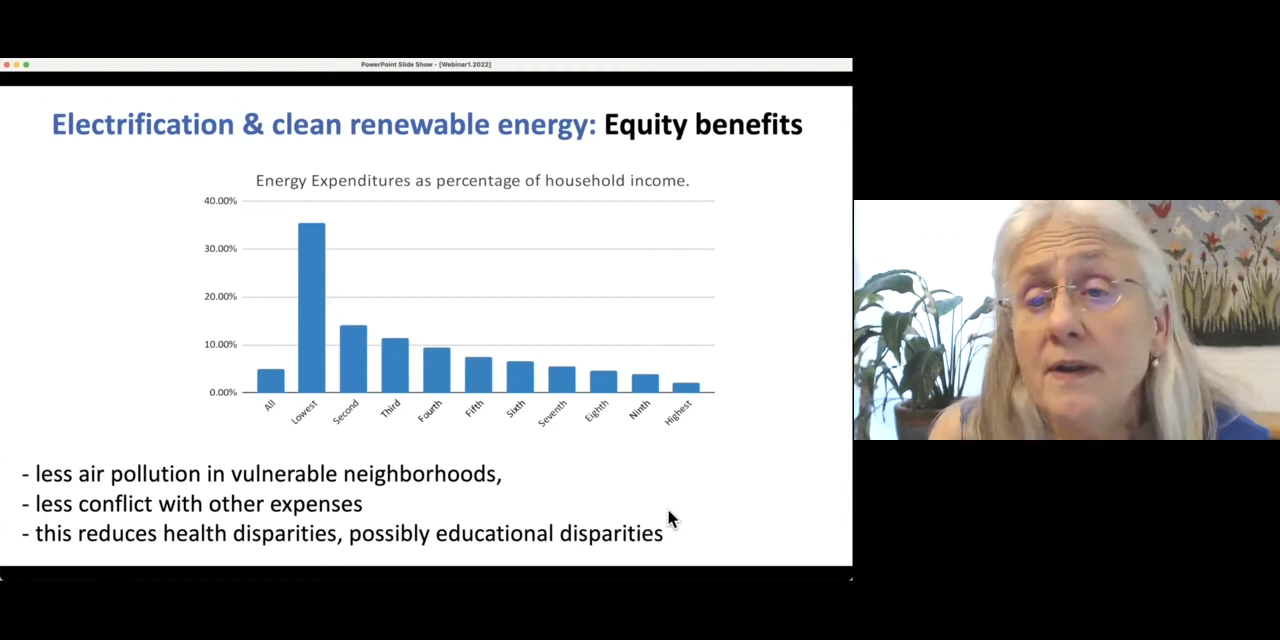 PowerPoint Slide Show - [Webinar1.2022]
Electrification & clean renewable energy: Equity benefits
Energy Expenditures as percentage of household income.
40.00%
30.00%
20.00%
10.00%
0.00%
All
Lowest
Second
Third
Fourth
Fifth
Sixth
Seventh
Eighth
Ninth
Highest
- less air pollution in vulnerable neighborhoods,
- less conflict with other expenses
- this reduces health disparities, possibly educational disparities